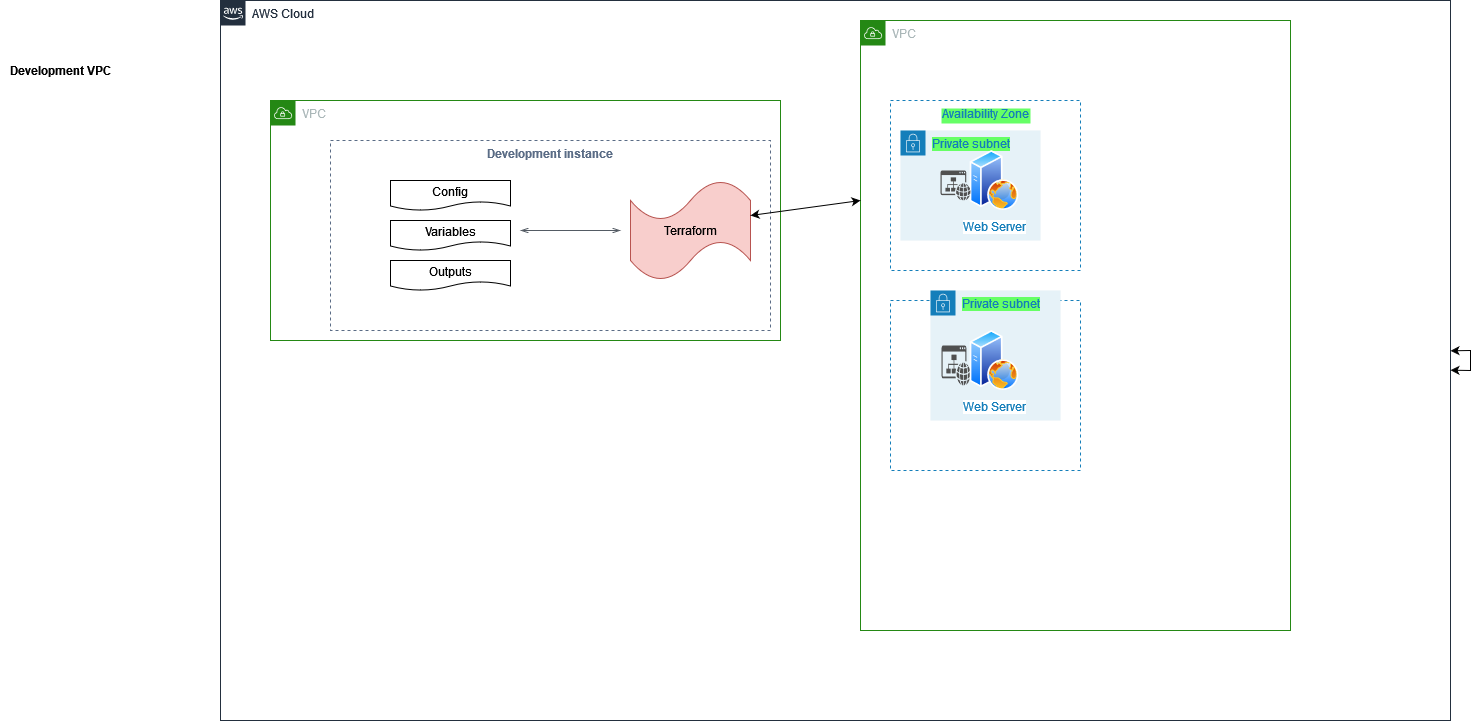 aws
AWS Cloud
Development VPC
VPC
Development instance
Config
Variables
Outputs
Terraform
VPC
Availability Zone
Private subnet
Web Server
Private subnet
Web Server